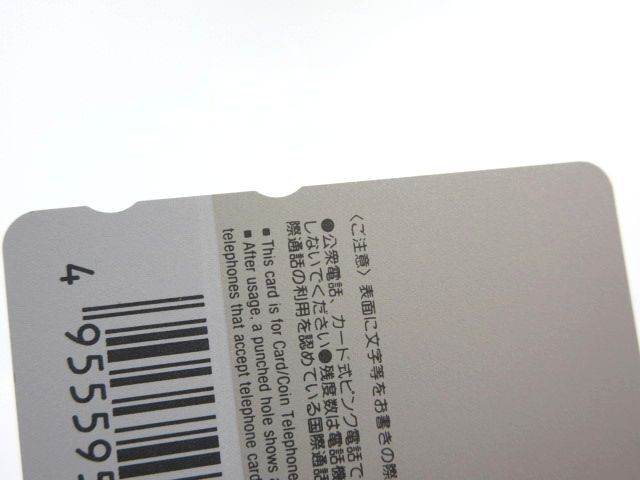 〈ご注意〉表面に文字等をお書きの際
●公衆電話、カード式ピンク電話で
しないでください●残度数は電話機
際通話の利用を認めている国際通話
■ This card is for Card/Coin Telephone
■ After usage, a punched hole shows
telephones that accept telephone card
4 95559